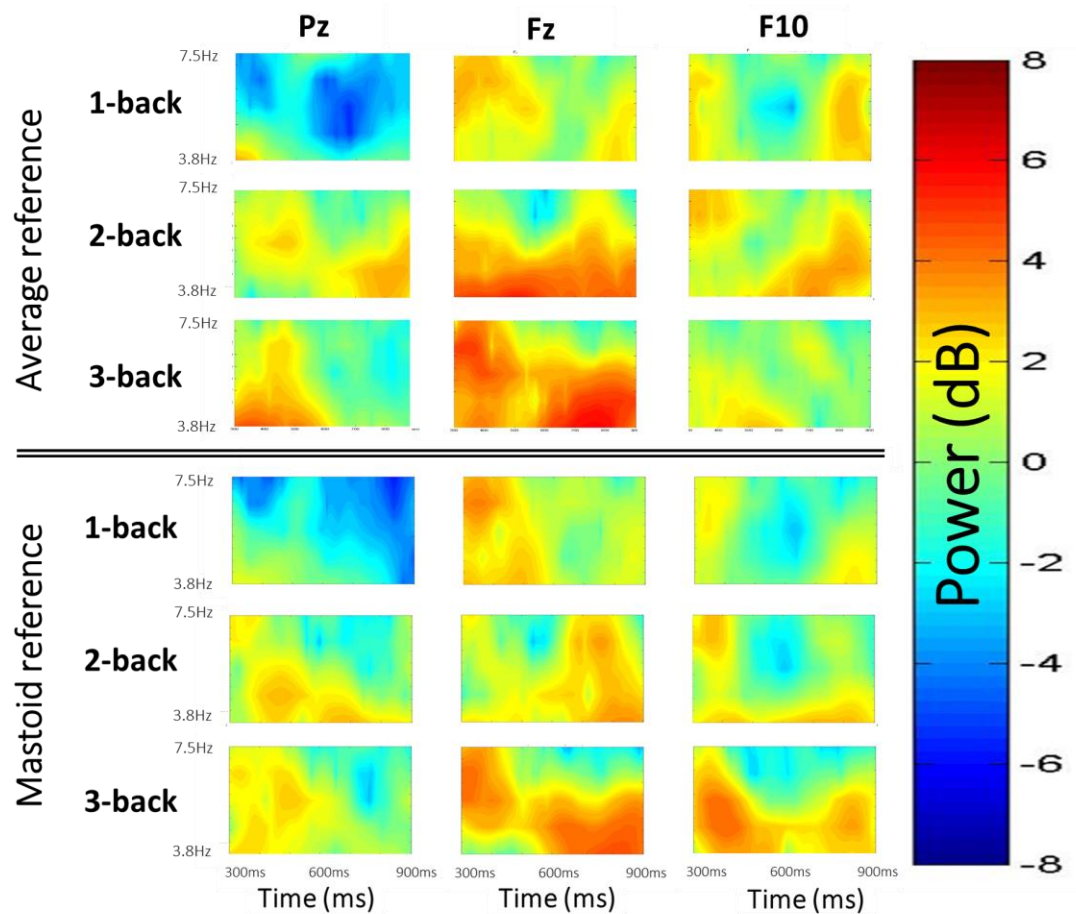 Pz Fz F10
Average reference
1-back
7.5Hz
3.8Hz
2-back
7.5Hz
3.8Hz
3-back
7.5Hz
3.8Hz
Mastoid reference
1-back
7.5Hz
3.8Hz
2-back
7.5Hz
3.8Hz
3-back
7.5Hz
3.8Hz
300ms 600ms 900ms 300ms 600ms 900ms 300ms 600ms 900ms
Time (ms) Time (ms) Time (ms)
Power (dB)
8
6
4
2
0
-2
-4
-6
-8